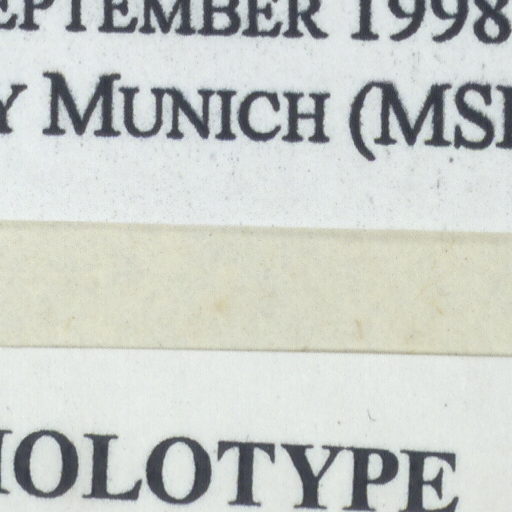 EPTEMBER 1998
Y MUNICH (MS
HOLOTYPE